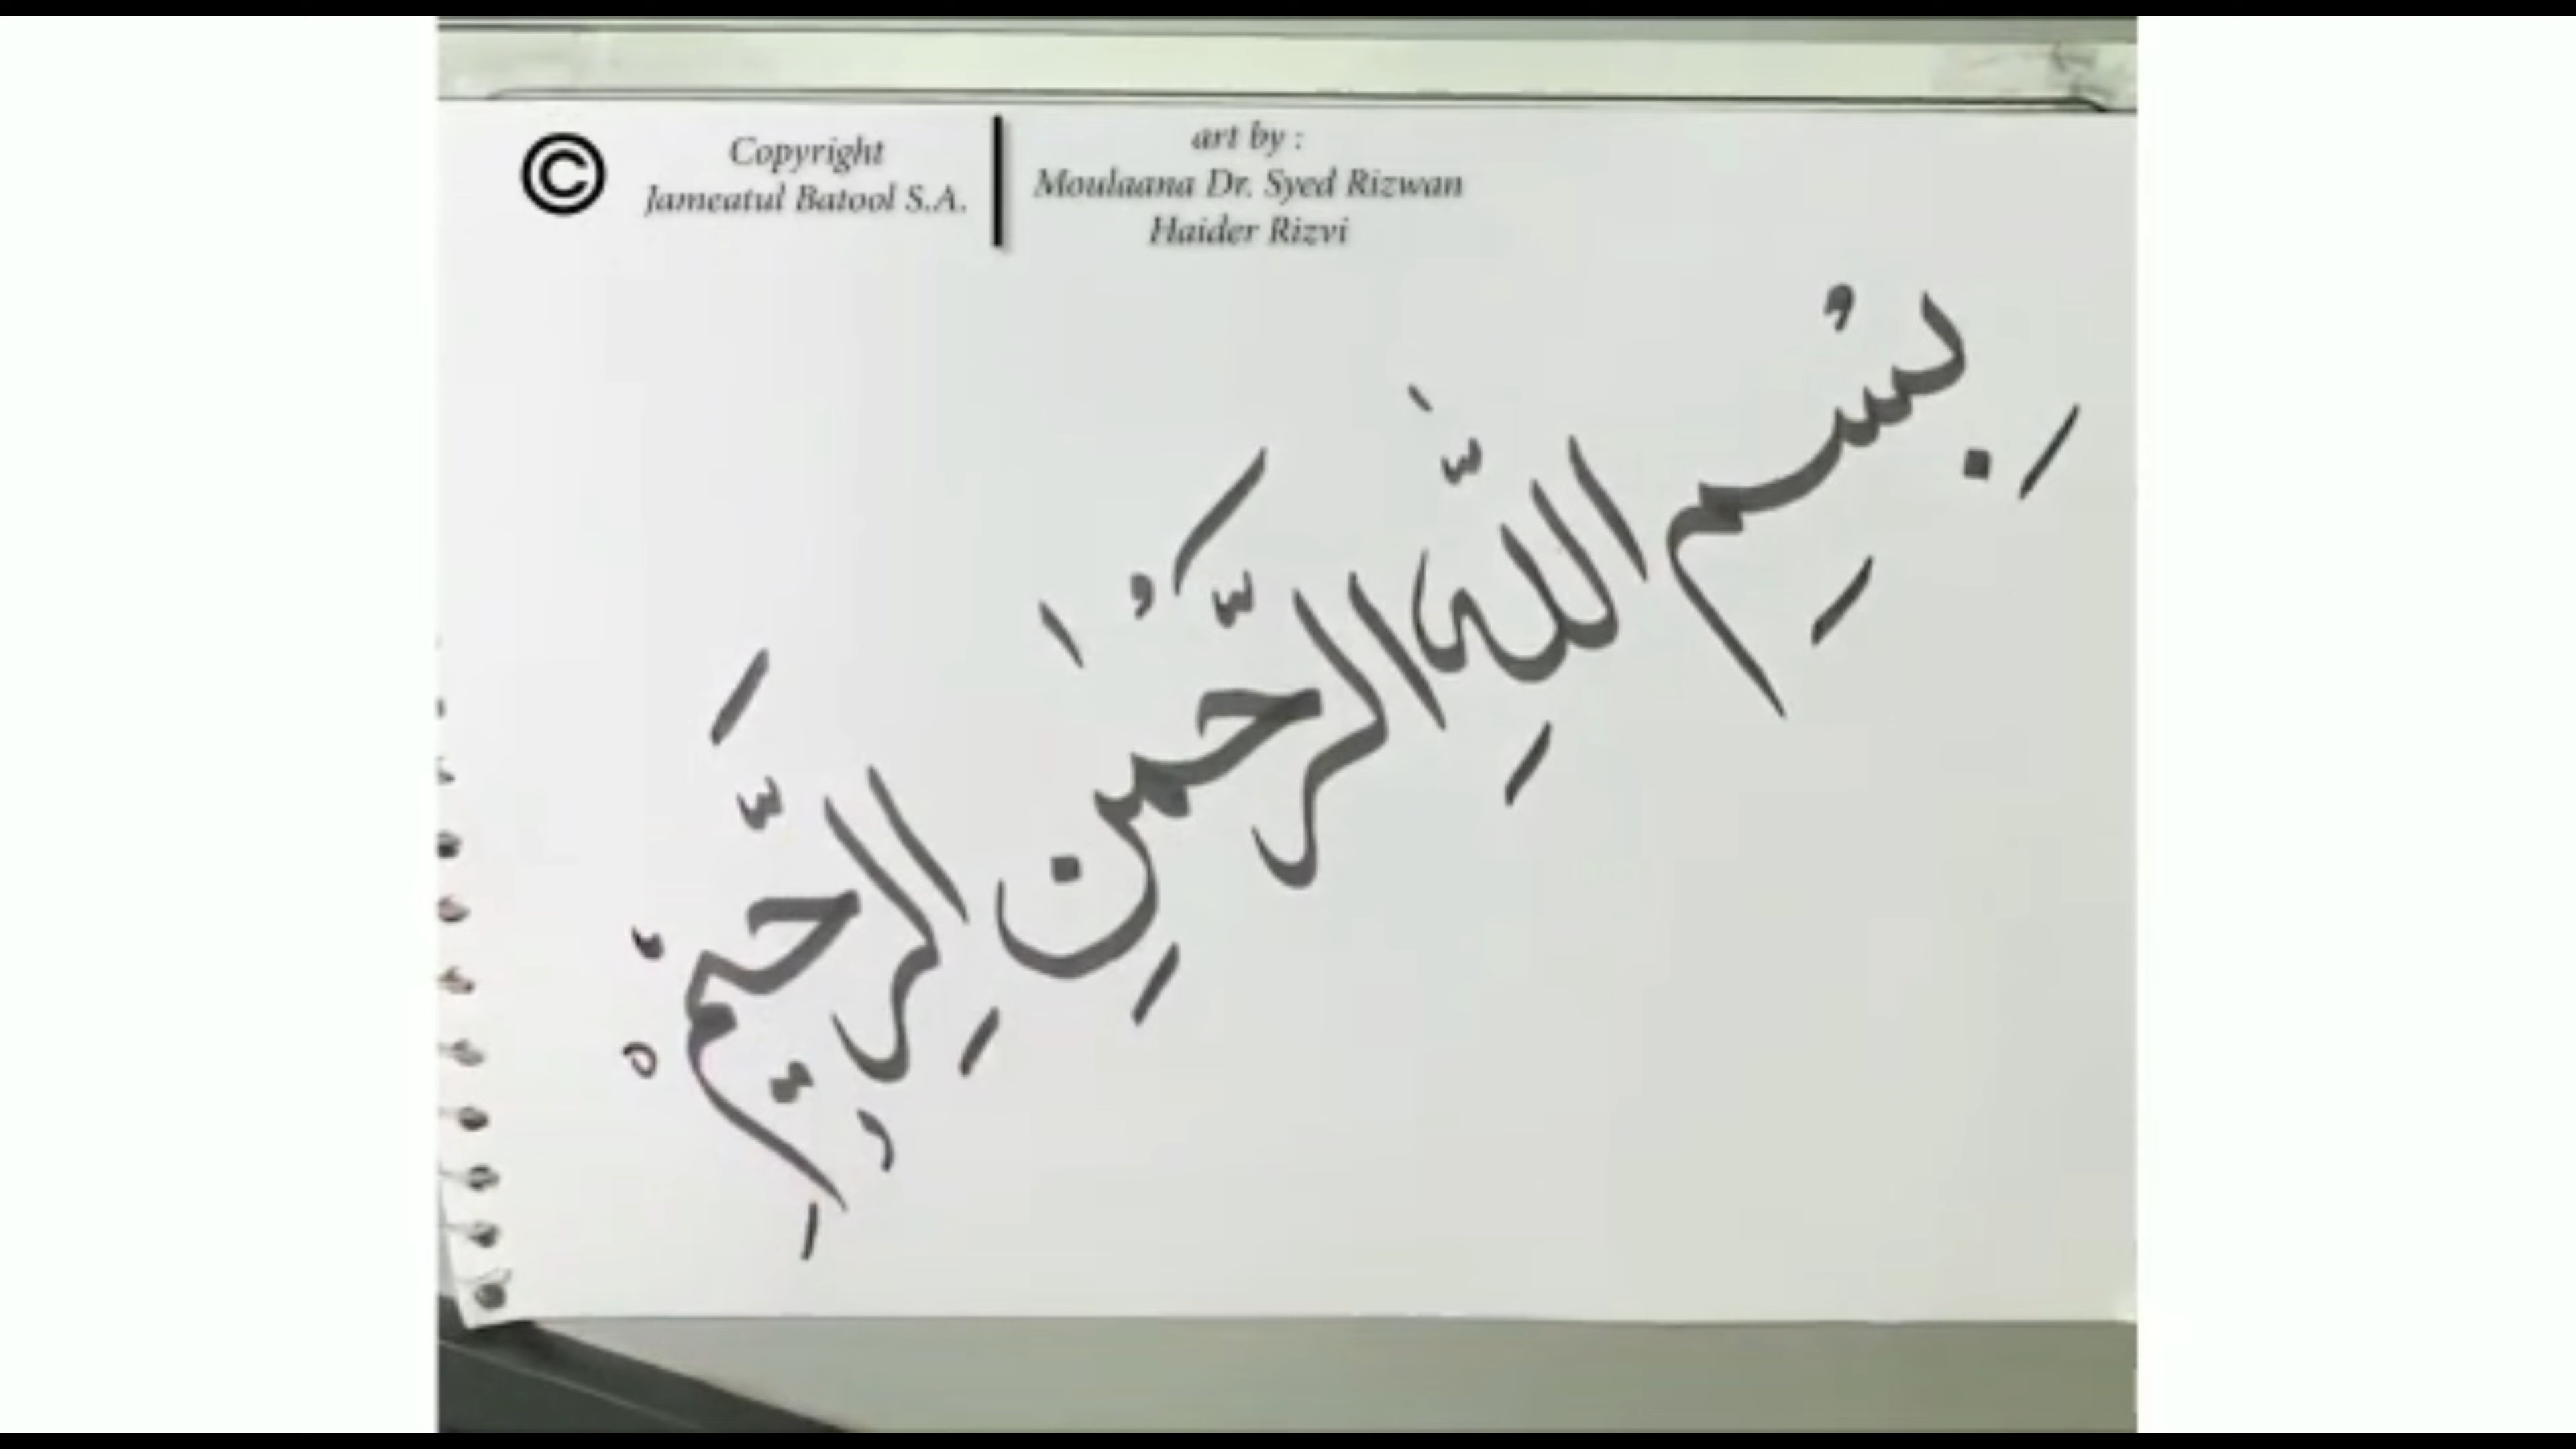 ©
Copyright
Jameatul Batool S.A.
art by :
Moulaana Dr. Syed Rizwan
Haider Rizvi
بِسْمِ اللّٰهِ الرَّحْمٰنِ الرَّحِيْمِ